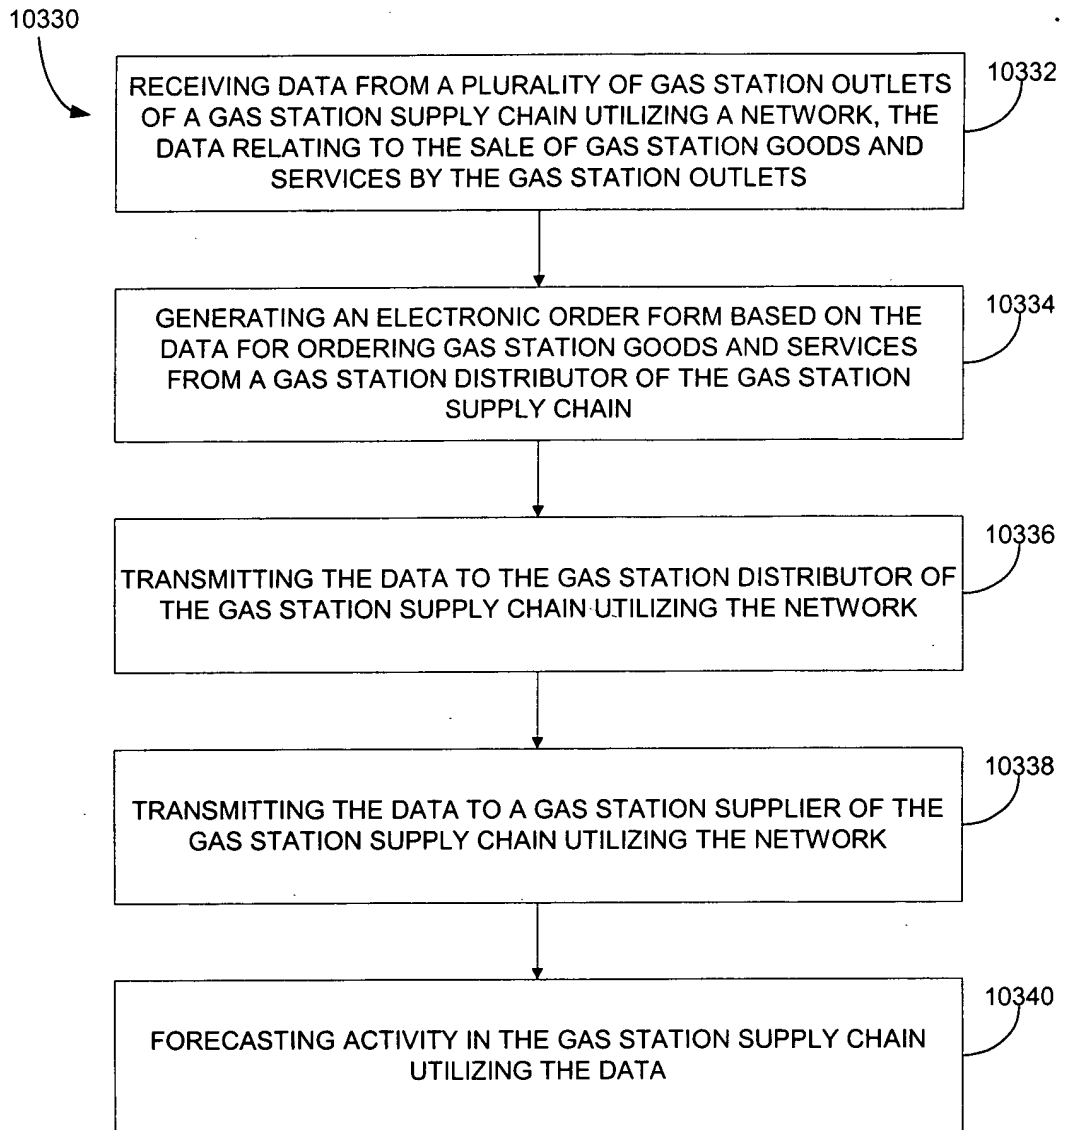 10330
RECEIVING DATA FROM A PLURALITY OF GAS STATION OUTLETS
OF A GAS STATION SUPPLY CHAIN UTILIZING A NETWORK, THE
DATA RELATING TO THE SALE OF GAS STATION GOODS AND
SERVICES BY THE GAS STATION OUTLETS
10332
GENERATING AN ELECTRONIC ORDER FORM BASED ON THE
DATA FOR ORDERING GAS STATION GOODS AND SERVICES
FROM A GAS STATION DISTRIBUTOR OF THE GAS STATION
SUPPLY CHAIN
10334
TRANSMITTING THE DATA TO THE GAS STATION DISTRIBUTOR OF
THE GAS STATION SUPPLY CHAIN UTILIZING THE NETWORK
10336
TRANSMITTING THE DATA TO A GAS STATION SUPPLIER OF THE
GAS STATION SUPPLY CHAIN UTILIZING THE NETWORK
10338
FORECASTING ACTIVITY IN THE GAS STATION SUPPLY CHAIN
UTILIZING THE DATA
10340